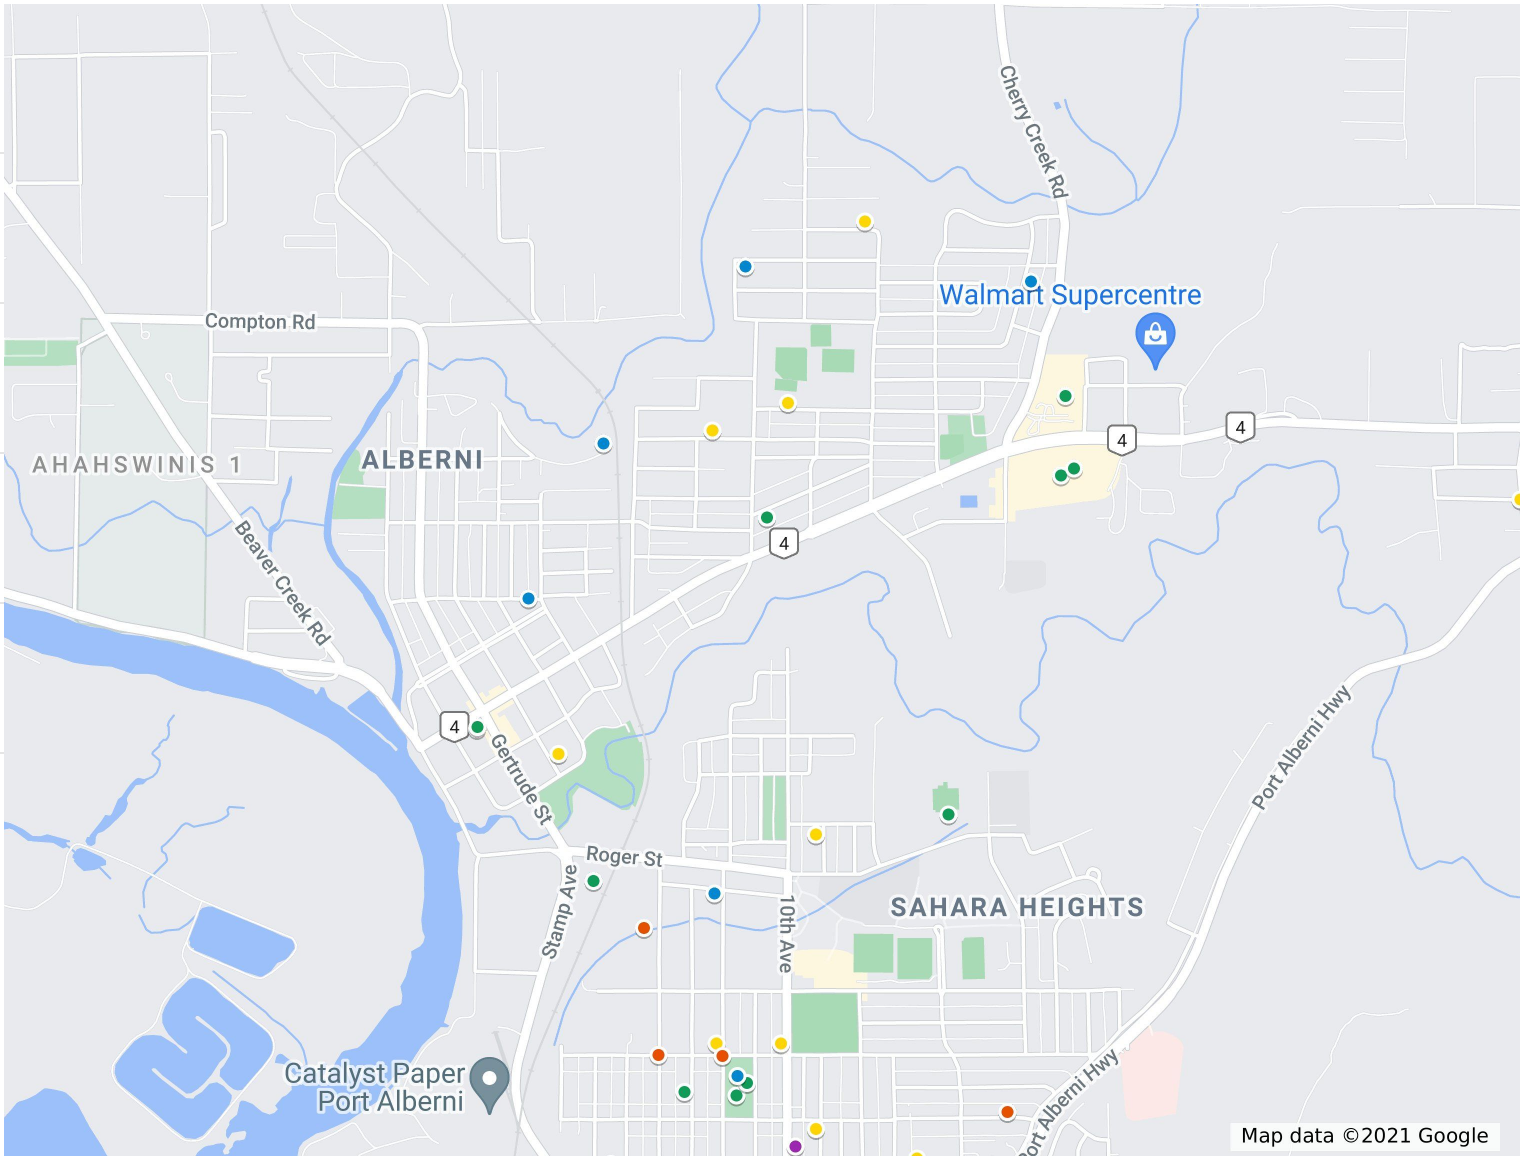 Cherry Creek Rd
Walmart Supercentre
Compton Rd
4
4
ALBERNI
AHAHSWINIS 1
4
Beaver Creek Rd
4
Port Alberni Hwy
Gertrude St
Roger St
Stamp Ave
10th Ave
SAHARA HEIGHTS
Catalyst Paper
Port Alberni
Port Alberni Hwy
Map data ©2021 Google